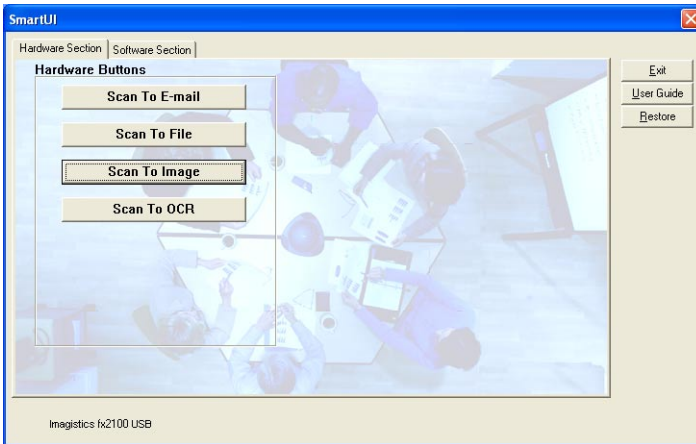 SmartUI
Hardware Section
Software Section
Hardware Buttons
Scan To E-mail
Scan To File
Scan To Image
Scan To OCR
Exit
User Guide
Restore
Imagistics fx2100 USB